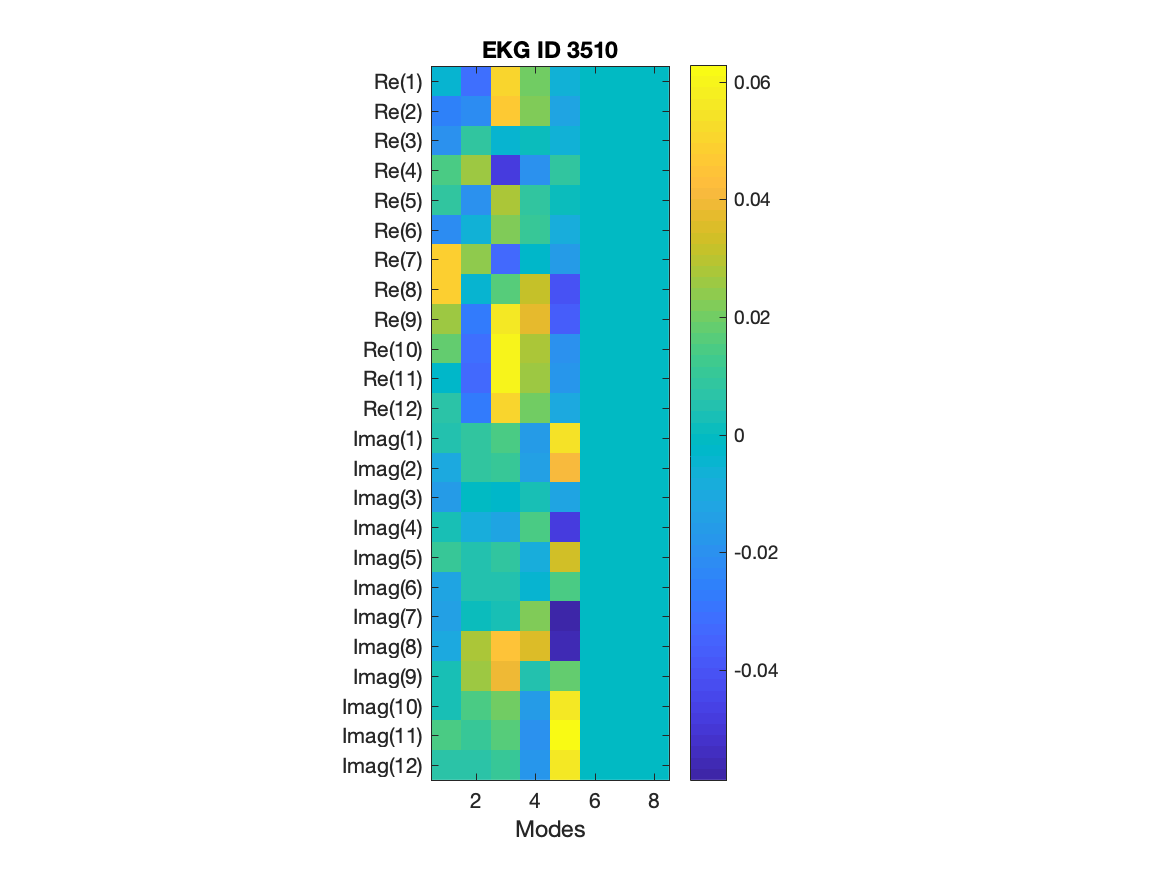 EKG ID 3510
Re(1)
Re(2)
Re(3)
Re(4)
Re(5)
Re(6)
Re(7)
Re(8)
Re(9)
Re(10)
Re(11)
Re(12)
Imag(1)
Imag(2)
Imag(3)
Imag(4)
Imag(5)
Imag(6)
Imag(7)
Imag(8)
Imag(9)
Imag(10)
Imag(11)
Imag(12)
2 4 6 8
Modes
0.06
0.04
0.02
0
-0.02
-0.04